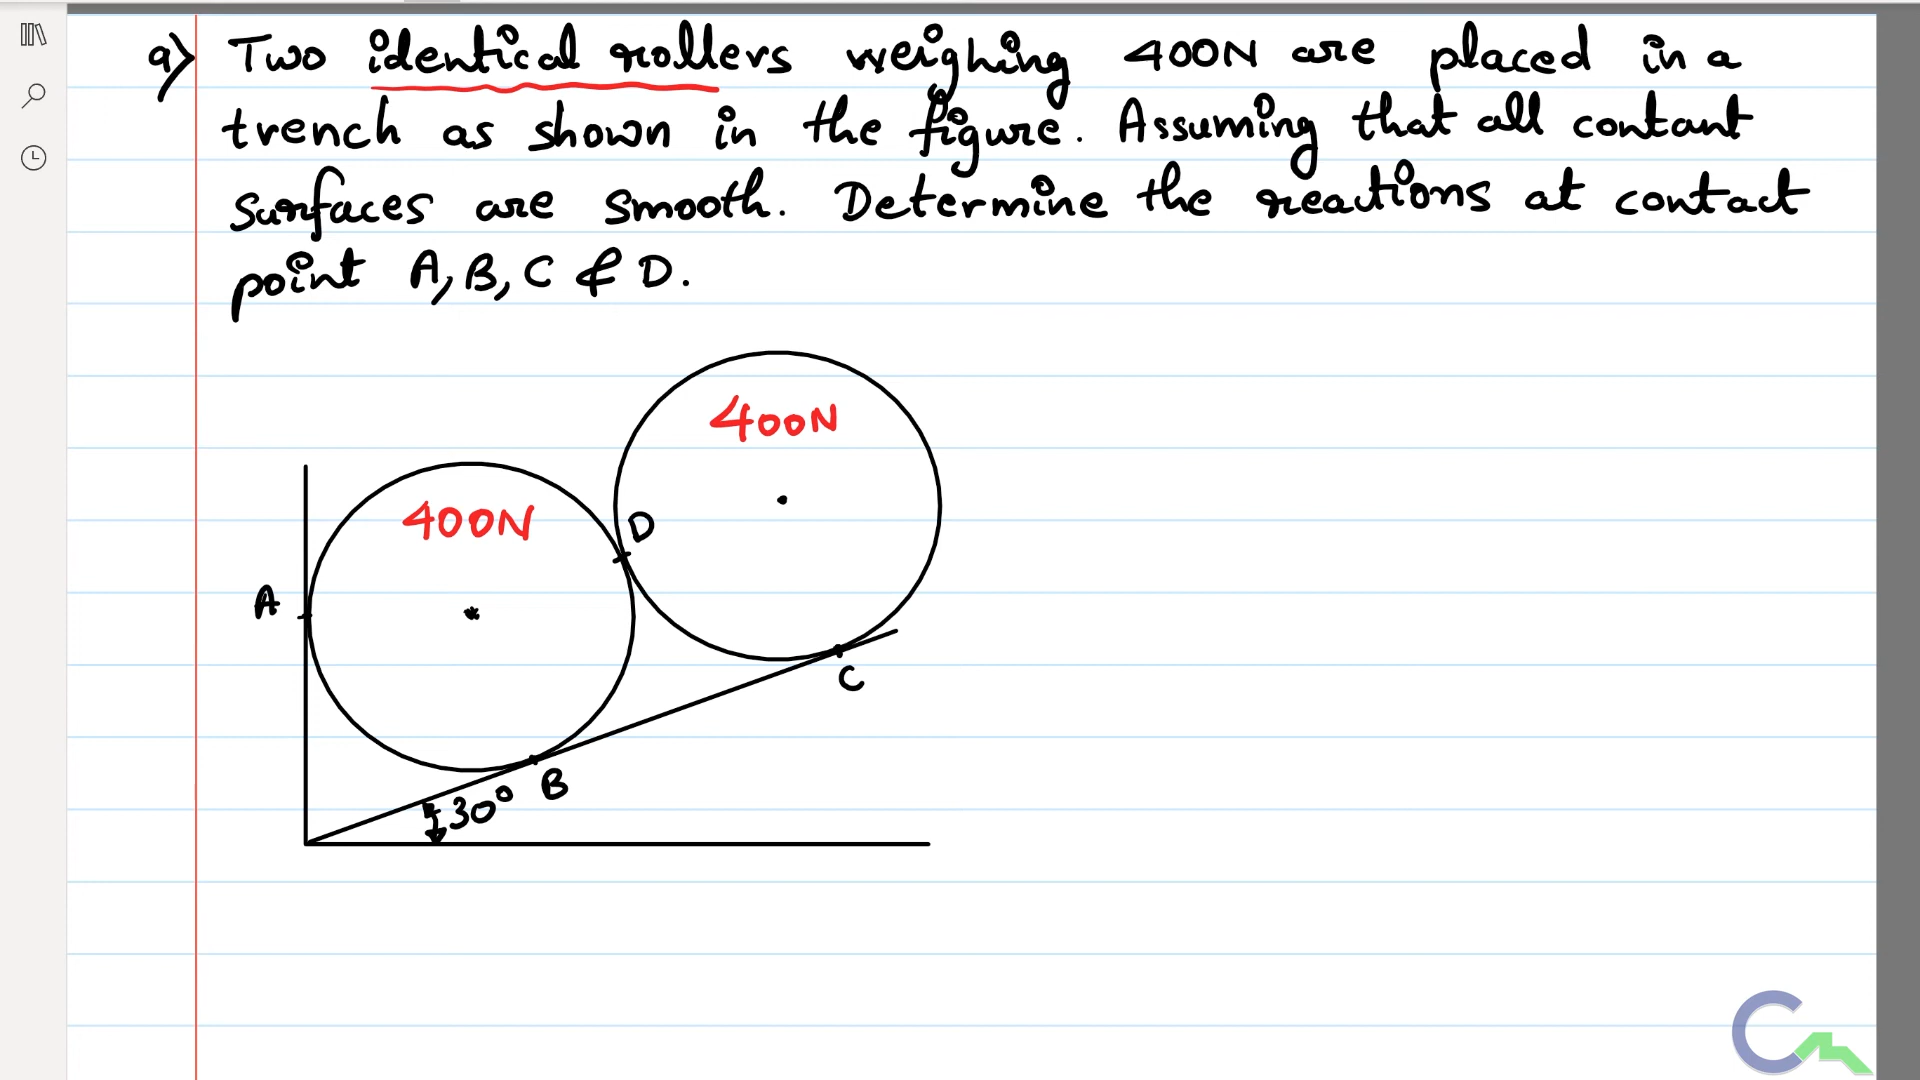 q) Two identical rollers weighing 400N are placed in a
trench as shown in the figure. Assuming that all contant
surfaces are smooth. Determine the reactions at contact
point A, B, C & D.
400N
400N
D
A
C
B
30°